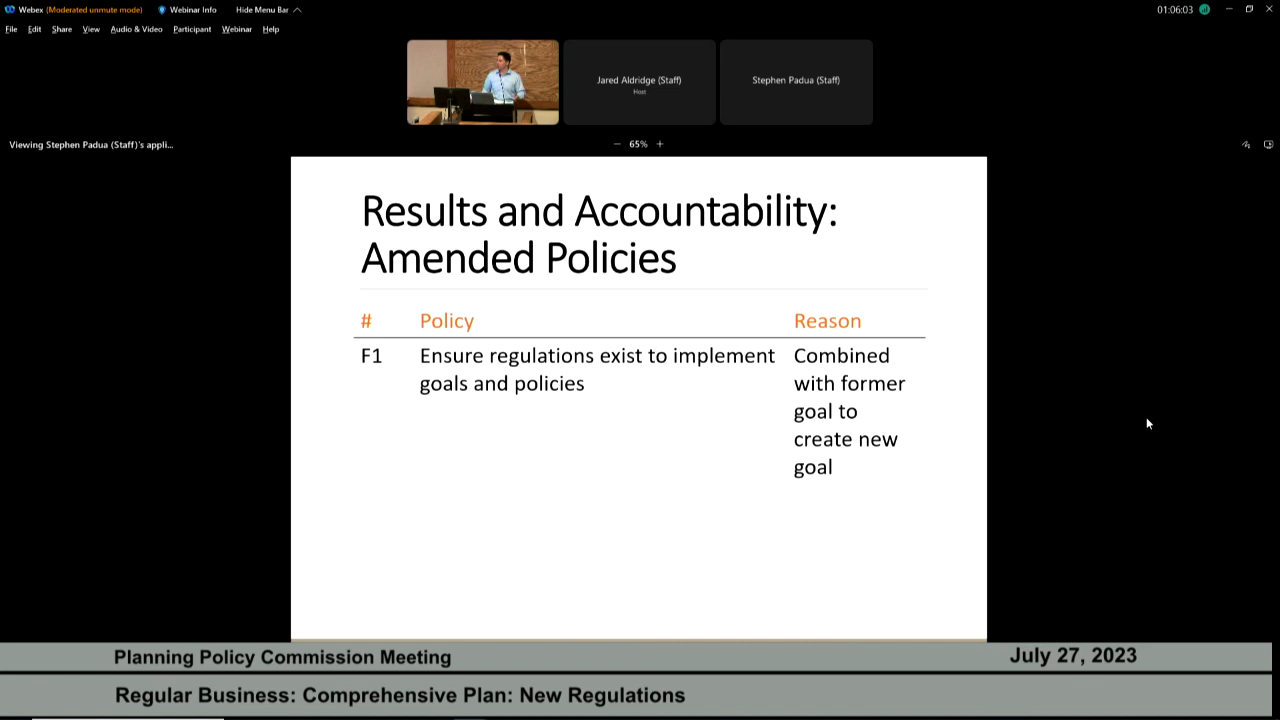 Webex (Moderated unmute mode) Webinar Info Hide Menu Bar 01:06:03
File Edit Share View Audio & Video Participant Webinar Help
Jared Aldridge (Staff)
Host
Stephen Padua (Staff)
Viewing Stephen Padua (Staff)'s appli...
65%
Results and Accountability:
Amended Policies
# Policy Reason
F1 Ensure regulations exist to implement Combined
goals and policies with former
goal to
create new
goal
Planning Policy Commission Meeting July 27, 2023
Regular Business: Comprehensive Plan: New Regulations